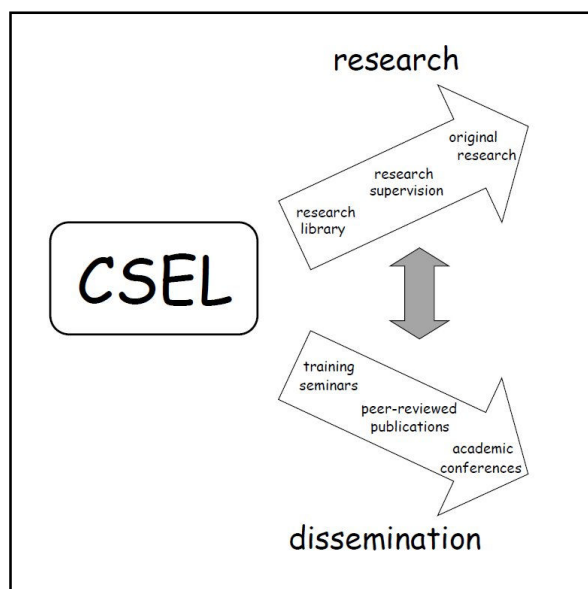 research
original
research
research
supervision
research
library
CSEL
training
seminars
peer-reviewed
publications
academic
conferences
dissemination